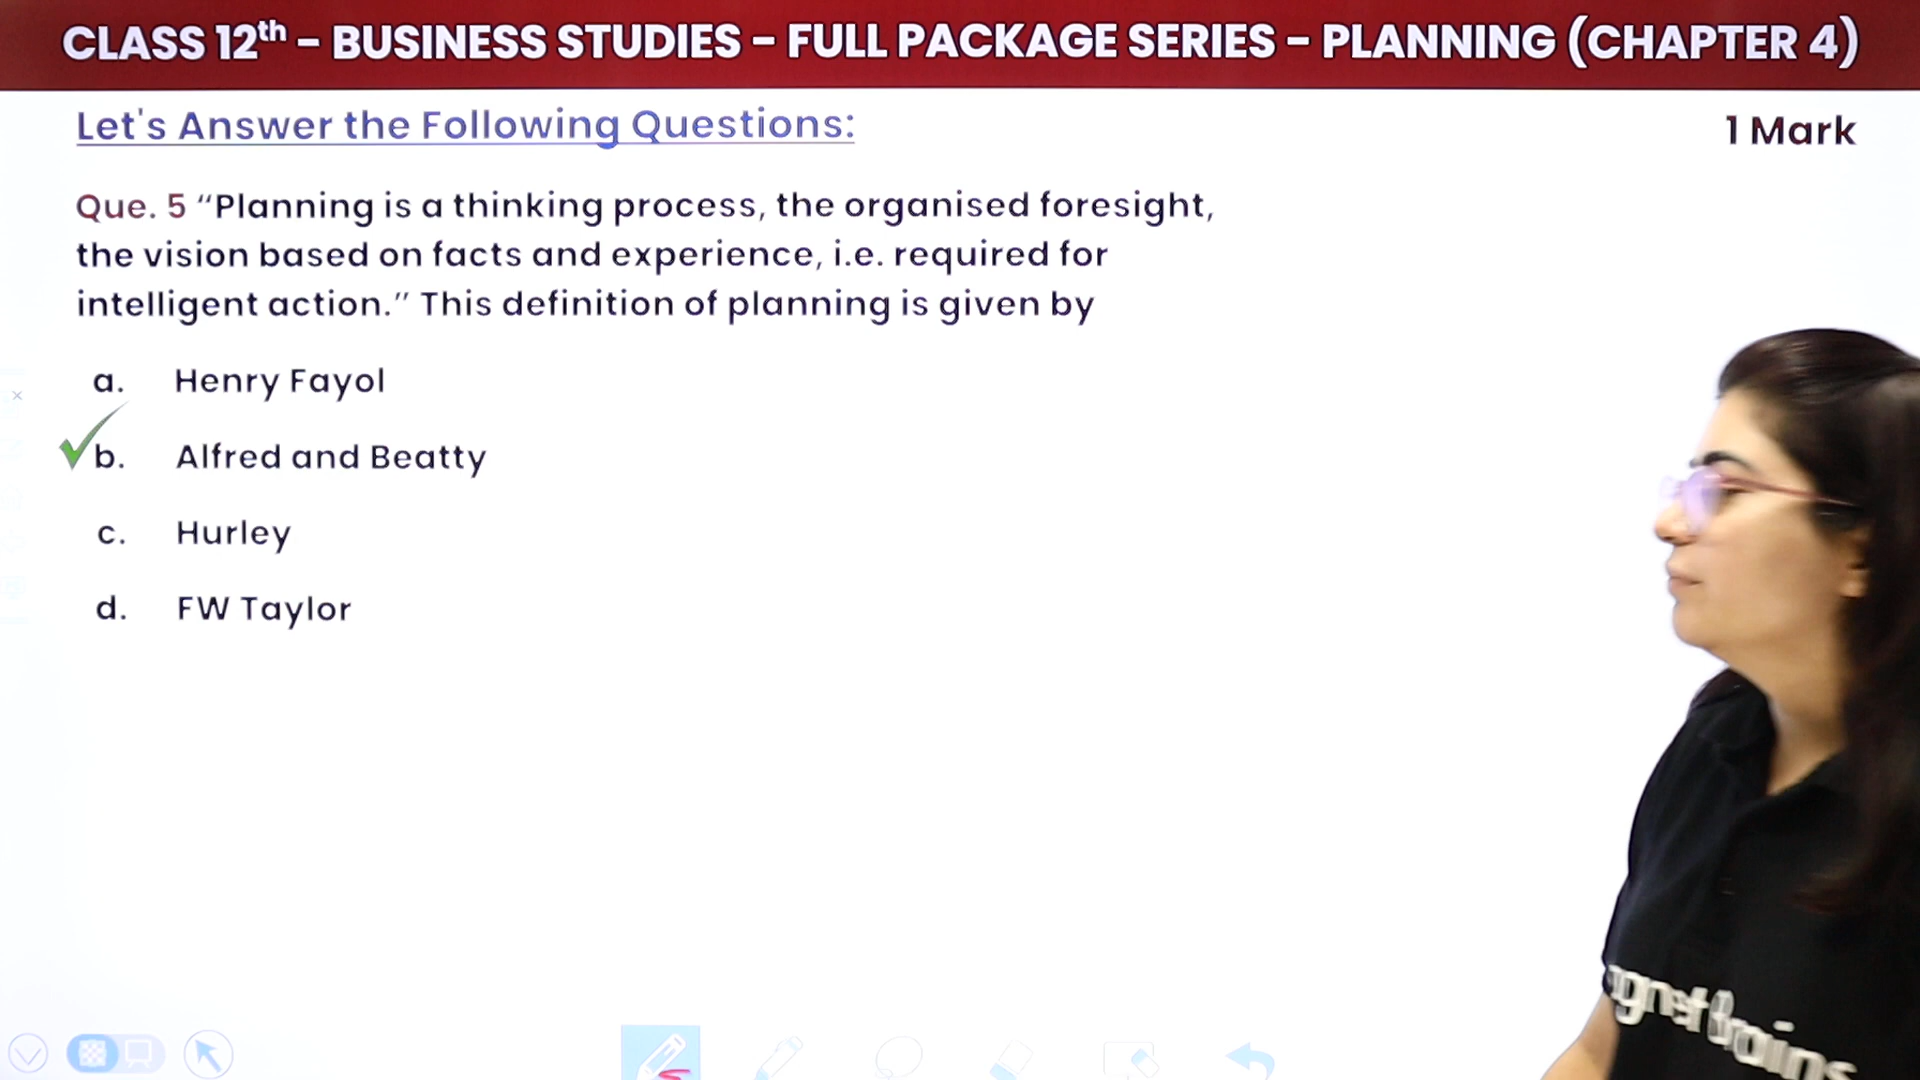 CLASS 12th – BUSINESS STUDIES – FULL PACKAGE SERIES – PLANNING (CHAPTER 4)
Let's Answer the Following Questions:
1 Mark
Que. 5 “Planning is a thinking process, the organised foresight,
the vision based on facts and experience, i.e. required for
intelligent action.” This definition of planning is given by
a. Henry Fayol
b. Alfred and Beatty
c. Hurley
d. FW Taylor
gnet Brains